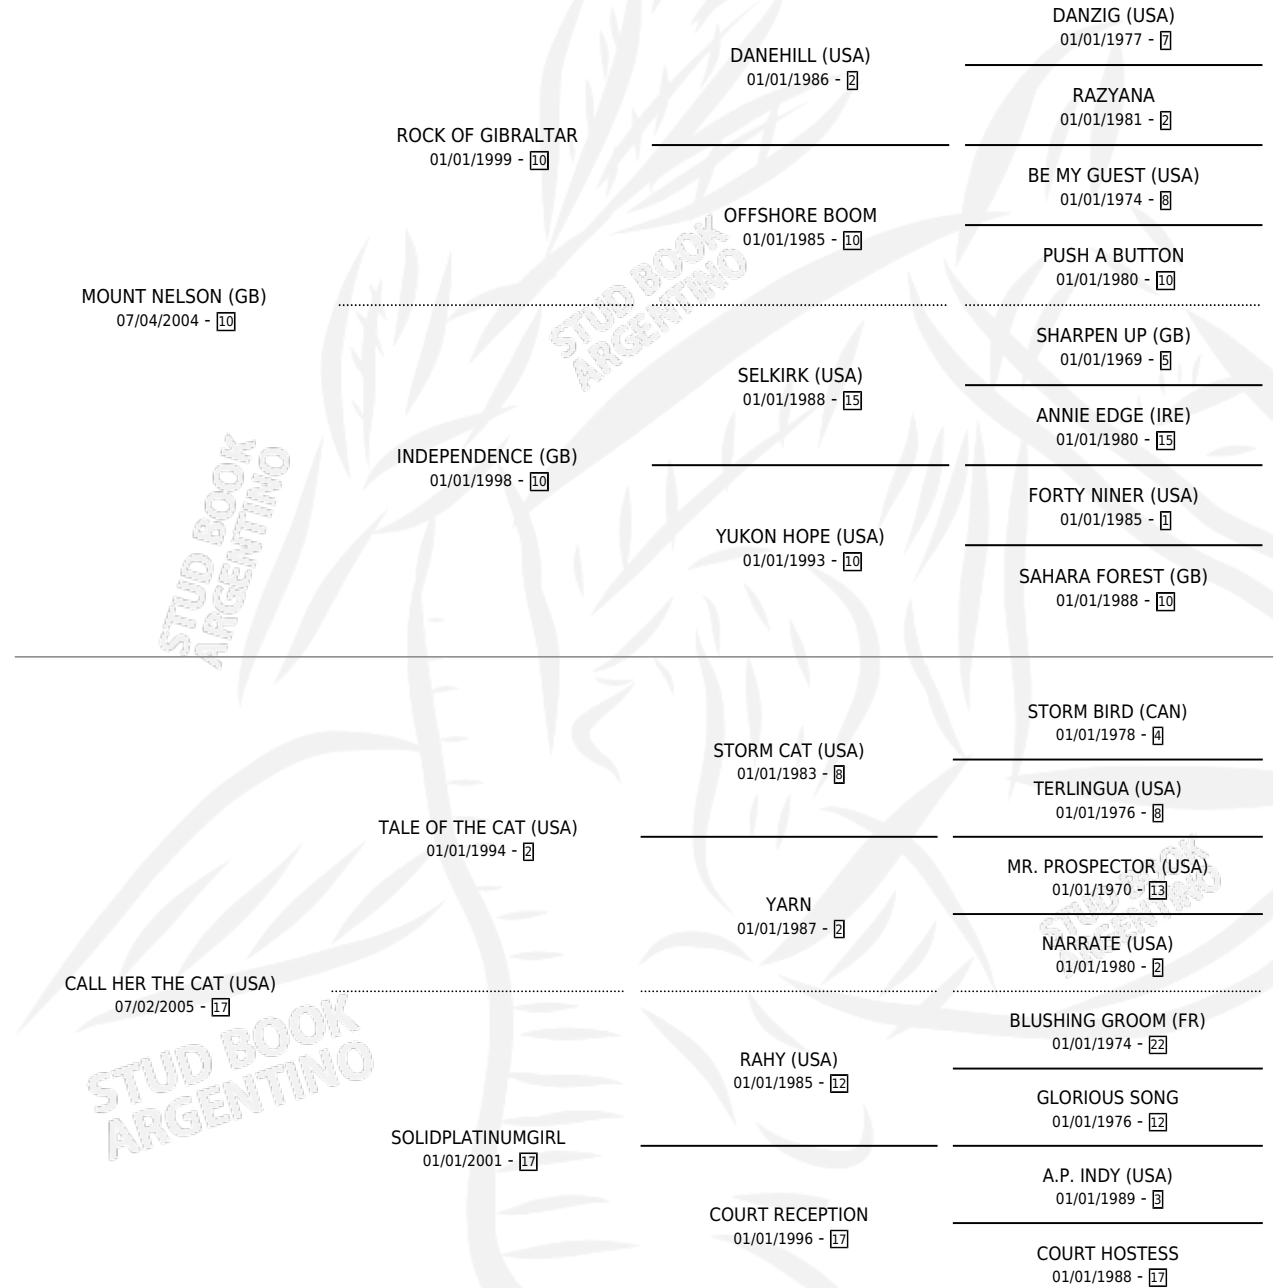 DANZIG (USA)
01/01/1977 - 7
DANEHILL (USA)
01/01/1986 - 2
RAZYANA
01/01/1981 - 2
ROCK OF GIBRALTAR
01/01/1999 - 10
BE MY GUEST (USA)
01/01/1974 - 8
OFFSHORE BOOM
01/01/1985 - 10
PUSH A BUTTON
01/01/1980 - 10
MOUNT NELSON (GB)
07/04/2004 - 10
STUD BOOK
ARGENTINO
SHARPEN UP (GB)
01/01/1969 - 5
SELKIRK (USA)
01/01/1988 - 15
ANNIE EDGE (IRE)
01/01/1980 - 15
INDEPENDENCE (GB)
01/01/1998 - 10
FORTY NINER (USA)
01/01/1985 - 1
YUKON HOPE (USA)
01/01/1993 - 10
SAHARA FOREST (GB)
01/01/1988 - 10
STUD BOOK
ARGENTINO
STORM BIRD (CAN)
01/01/1978 - 4
STORM CAT (USA)
01/01/1983 - 8
TERLINGUA (USA)
01/01/1976 - 8
TALE OF THE CAT (USA)
01/01/1994 - 2
MR. PROSPECTOR (USA)
01/01/1970 - 13
YARN
01/01/1987 - 2
NARRATE (USA)
01/01/1980 - 2
STUD BOOK
ARGENTINO
CALL HER THE CAT (USA)
07/02/2005 - 17
BLUSHING GROOM (FR)
01/01/1974 - 22
RAHY (USA)
01/01/1985 - 12
GLORIOUS SONG
01/01/1976 - 12
STUD BOOK
ARGENTINO
SOLIDPLATINUMGIRL
01/01/2001 - 17
A.P. INDY (USA)
01/01/1989 - 3
COURT RECEPTION
01/01/1996 - 17
COURT HOSTESS
01/01/1988 - 17